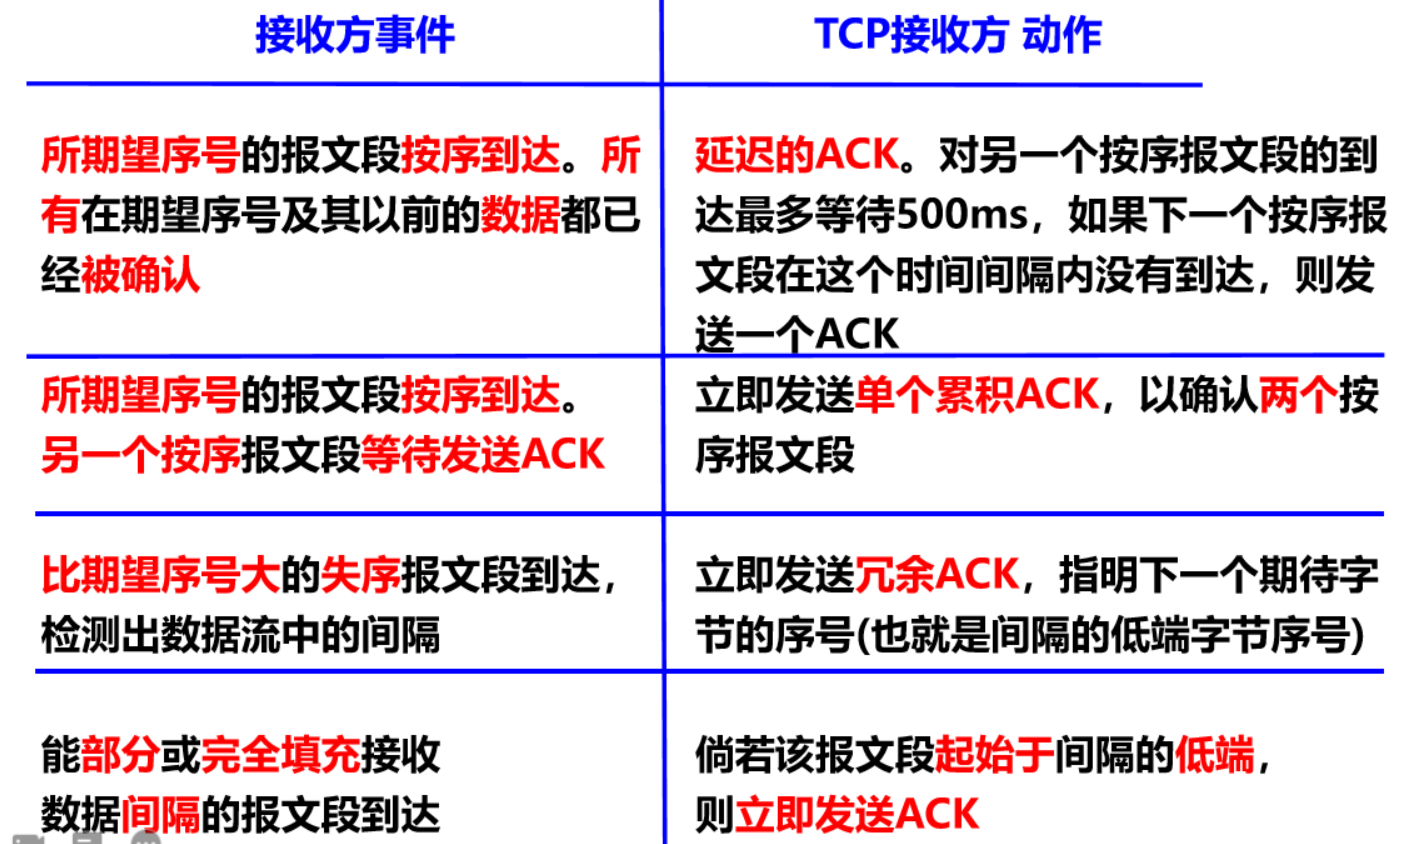 接收方事件
TCP接收方 动作
所期望序号的报文段按序到达。所
有在期望序号及其以前的数据都已
经被确认
延迟的ACK。对另一个按序报文段的到
达最多等待500ms，如果下一个按序报
文段在这个时间间隔内没有到达，则发
送一个ACK
所期望序号的报文段按序到达。
另一个按序报文段等待发送ACK
立即发送单个累积ACK，以确认两个按
序报文段
比期望序号大的失序报文段到达，
检测出数据流中的间隔
立即发送冗余ACK，指明下一个期待字
节的序号(也就是间隔的低端字节序号)
能部分或完全填充接收
数据间隔的报文段到达
倘若该报文段起始于间隔的低端，
则立即发送ACK